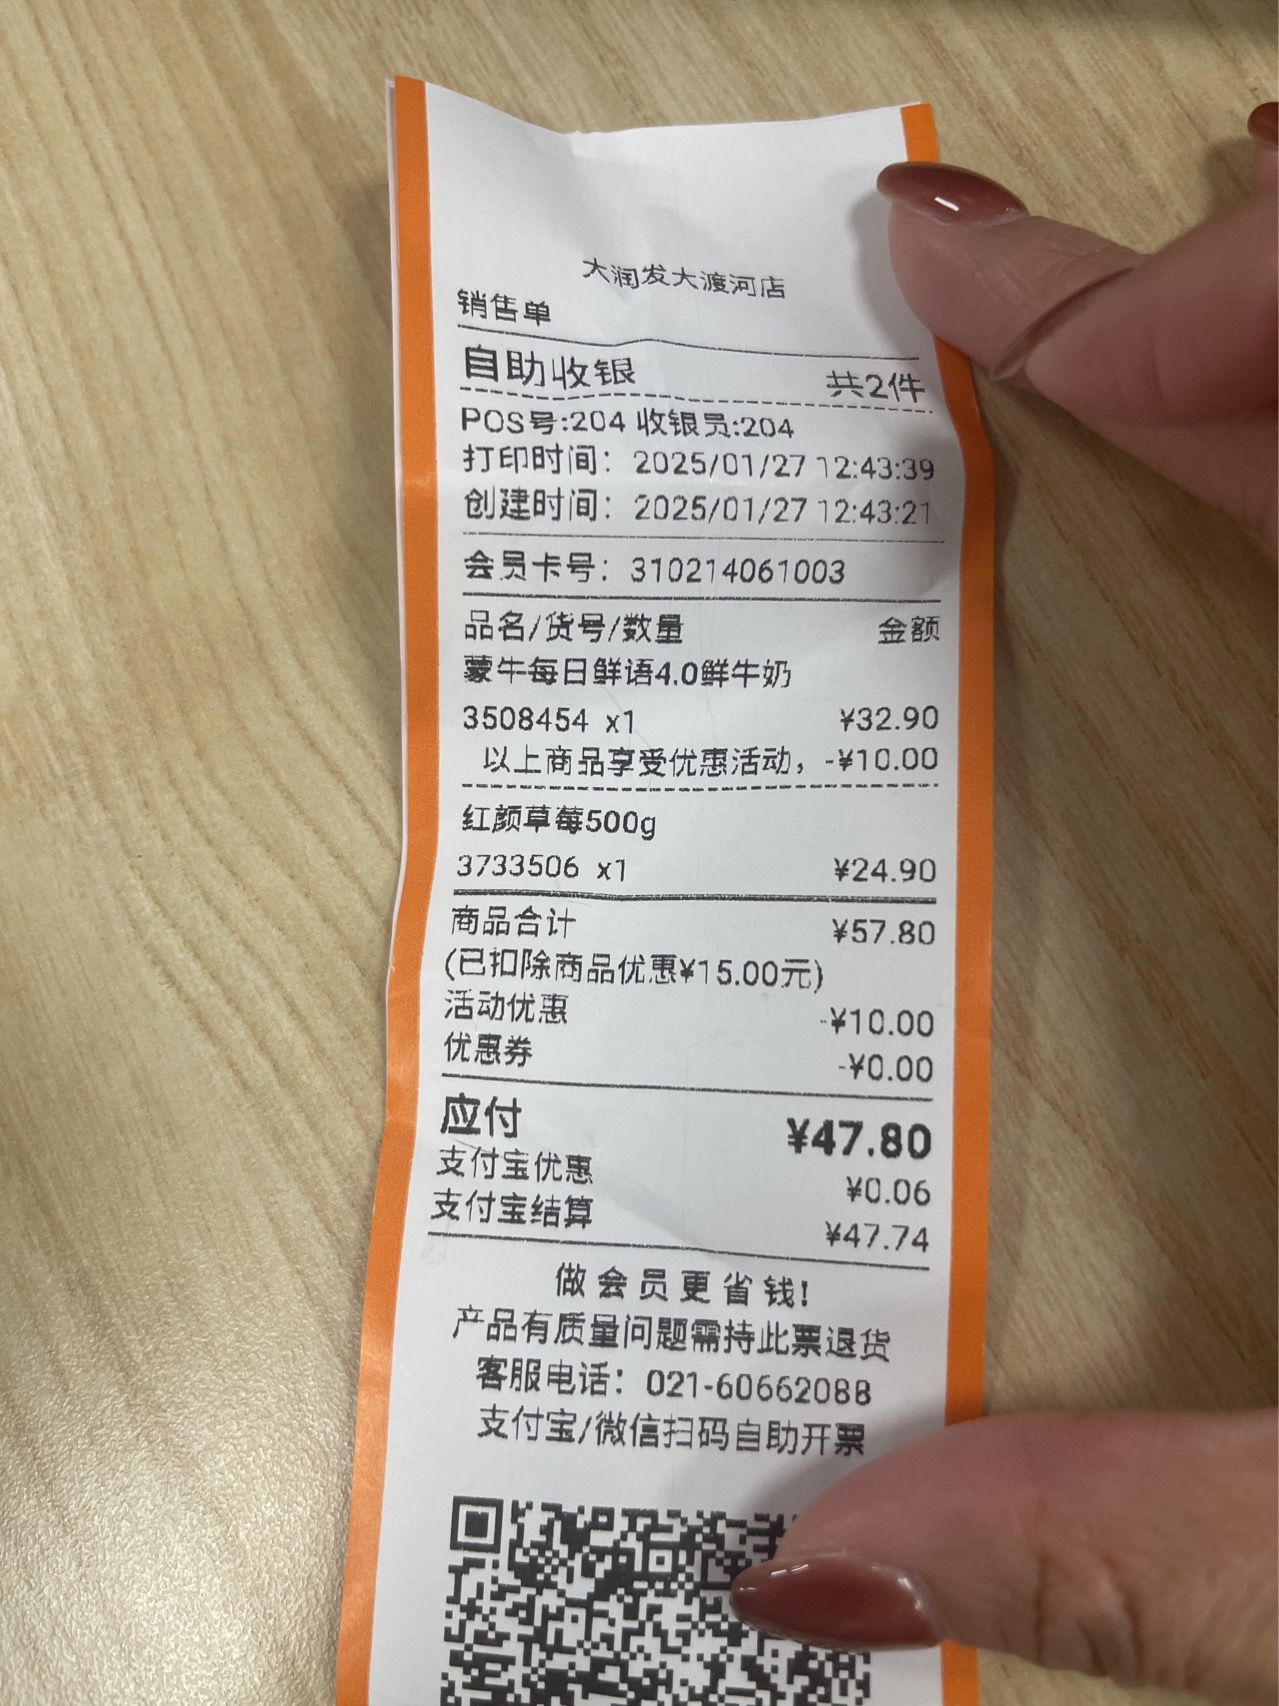 大润发大渡河店
销售单
自助收银 共2件
POS号:204 收银员:204
打印时间：2025/01/27 12:43:39
创建时间：2025/01/27 12:43:21
会员卡号：310214061003
品名/货号/数量 金额
蒙牛每日鲜语4.0鲜牛奶
3508454 x1 ¥32.90
以上商品享受优惠活动，-¥10.00
红颜草莓500g
3733506 x1 ¥24.90
商品合计 ¥57.80
(已扣除商品优惠¥15.00元)
活动优惠 -¥10.00
优惠券 -¥0.00
应付 ¥47.80
支付宝优惠 ¥0.06
支付宝结算 ¥47.74
做会员更省钱!
产品有质量问题需持此票退货
客服电话：021-60662088
支付宝/微信扫码自助开票